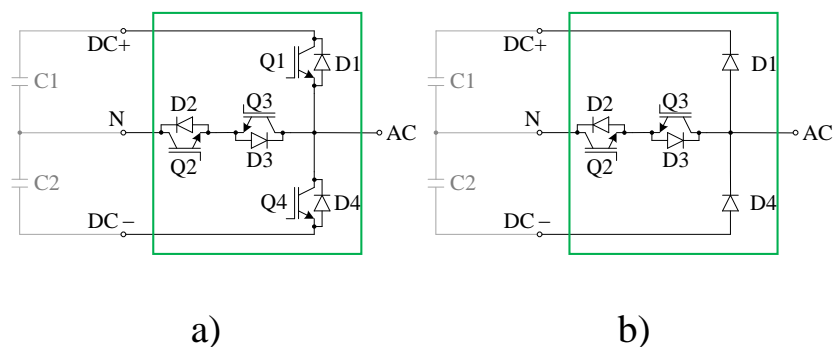 DC+
Q1
D1
C1
N
D2
Q3
AC
Q2
D3
C2
Q4
D4
DC−
a)
DC+
D1
C1
N
D2
Q3
AC
Q2
D3
C2
D4
DC−
b)